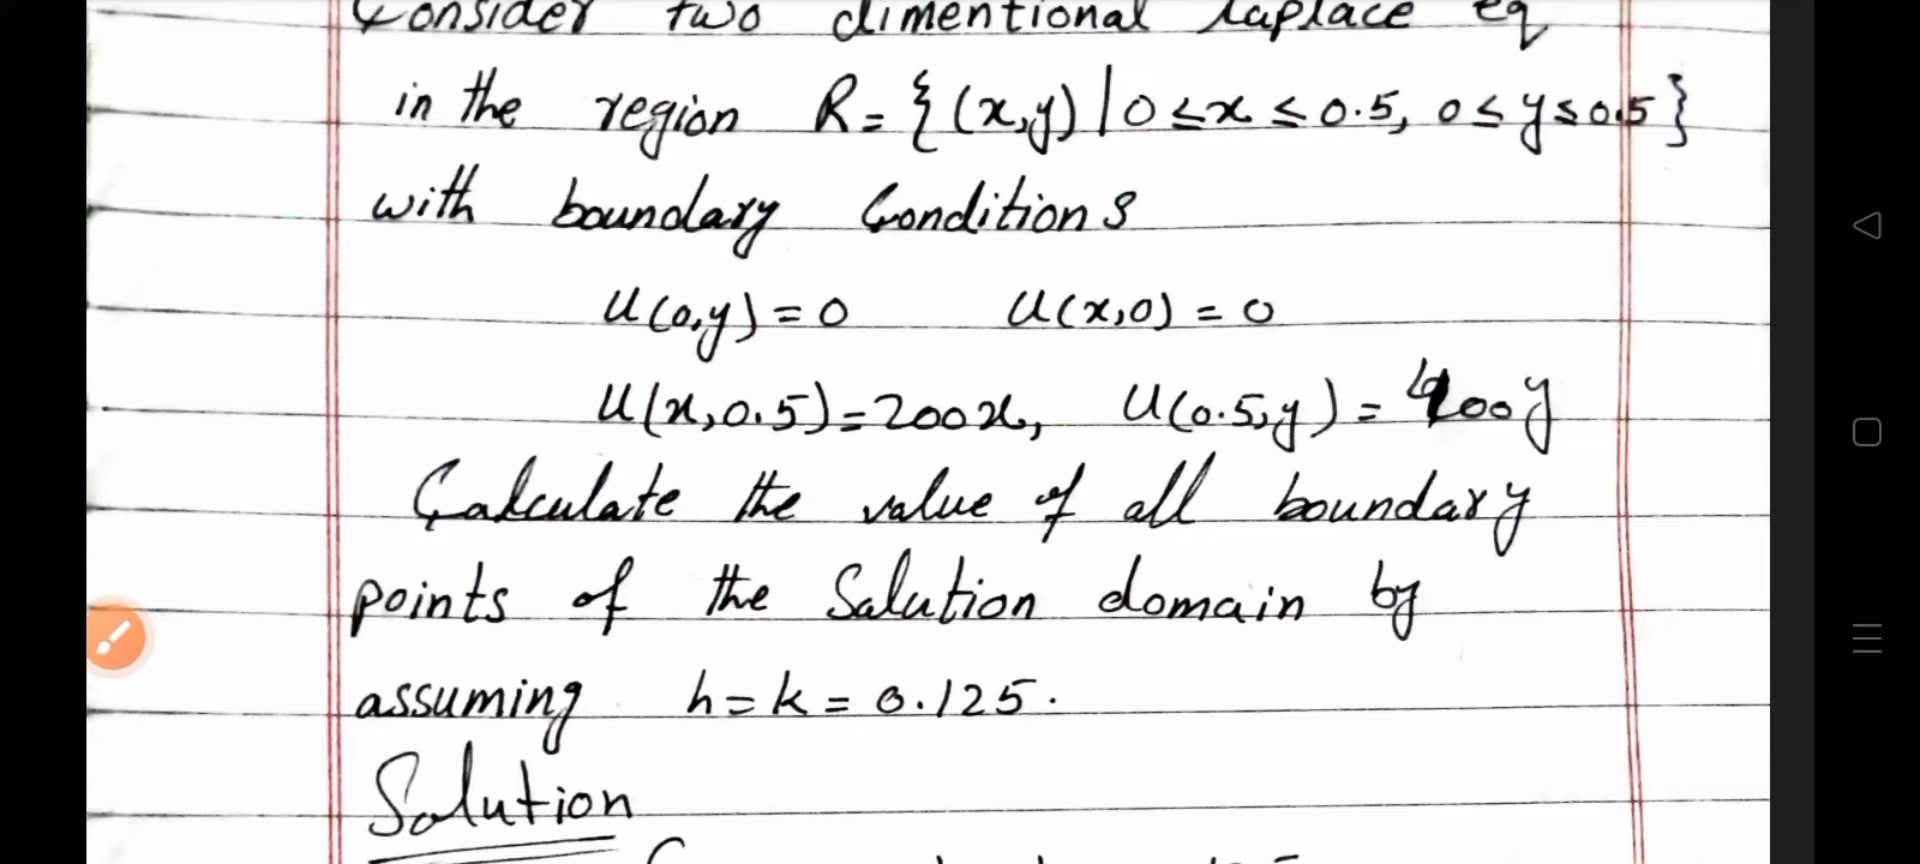 Consider two dimentional Laplace eq
in the region R = {(x,y) | 0 ≤ x ≤ 0.5, 0 ≤ y ≤ 0.5}
with boundary Conditions
U(0,y) = 0 U(x,0) = 0
U(x,0.5) = 200x, U(0.5,y) = 400y
Calculate the value of all boundary
points of the Salution domain by
assuming h = k = 0.125.
Solution